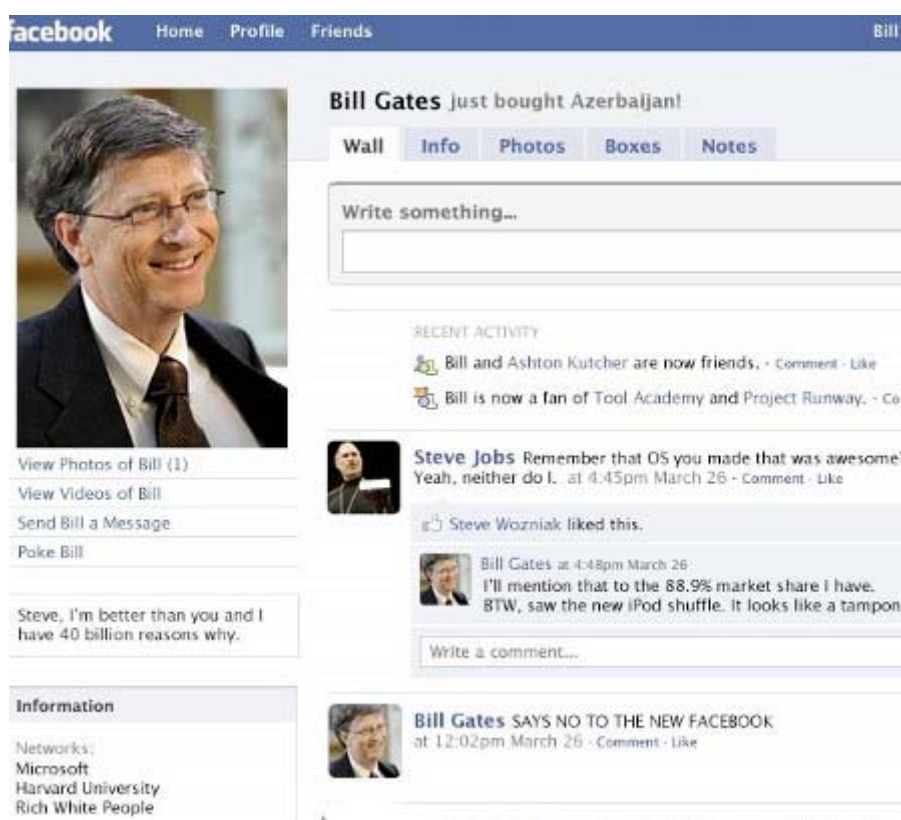 facebook Home Profile Friends Bill
Bill Gates just bought Azerbaijan!
Wall Info Photos Boxes Notes
Write something...
RECENT ACTIVITY
Bill and Ashton Kutcher are now friends. · Comment · Like
Bill is now a fan of Tool Academy and Project Runway. · Co
View Photos of Bill (1)
View Videos of Bill
Send Bill a Message
Poke Bill
Steve, I'm better than you and I
have 40 billion reasons why.
Information
Networks:
Microsoft
Harvard University
Rich White People
Steve Jobs Remember that OS you made that was awesome?
Yeah, neither do I. at 4:45pm March 26 · Comment · Like
Steve Wozniak liked this.
Bill Gates at 4:48pm March 26
I'll mention that to the 88.9% market share I have.
BTW, saw the new iPod shuffle. It looks like a tampon
Write a comment...
Bill Gates SAYS NO TO THE NEW FACEBOOK
at 12:02pm March 26 · Comment · Like